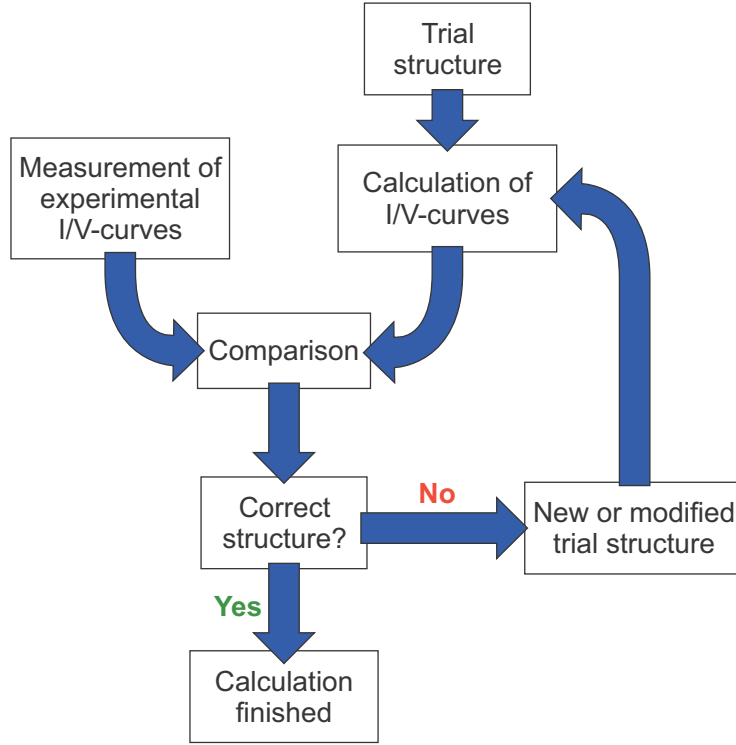 Trial
structure
Measurement of
experimental
I/V-curves
Calculation of
I/V-curves
Comparison
Correct
structure?
No
New or modified
trial structure
Yes
Calculation
finished